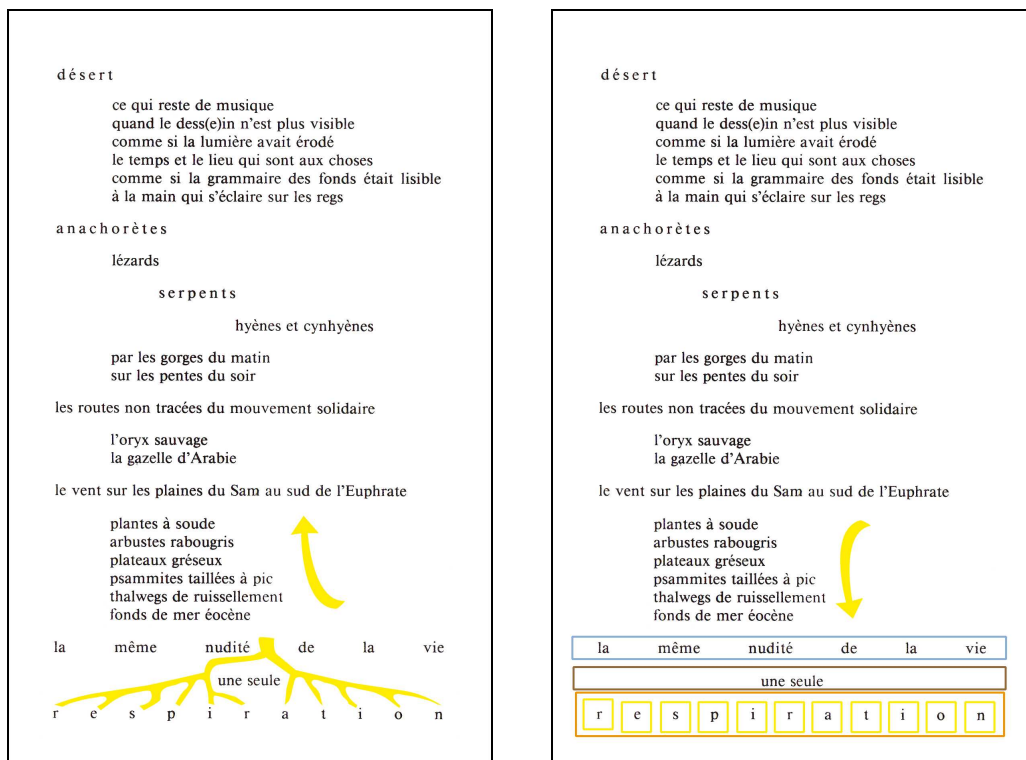 désert
ce qui reste de musique
quand le dess(e)in n'est plus visible
comme si la lumière avait érodé
le temps et le lieu qui sont aux choses
comme si la grammaire des fonds était lisible
à la main qui s'éclaire sur les regs
anachorètes
lézards
serpents
hyènes et cynhyènes
par les gorges du matin
sur les pentes du soir
les routes non tracées du mouvement solidaire
l'oryx sauvage
la gazelle d'Arabie
le vent sur les plaines du Sam au sud de l'Euphrate
plantes à soude
arbustes rabougris
plateaux gréseux
psammites taillées à pic
thalwegs de ruissellement
fonds de mer éocène
la même nudité de la vie
une seule
r e s p i r a t i o n
désert
ce qui reste de musique
quand le dess(e)in n'est plus visible
comme si la lumière avait érodé
le temps et le lieu qui sont aux choses
comme si la grammaire des fonds était lisible
à la main qui s'éclaire sur les regs
anachorètes
lézards
serpents
hyènes et cynhyènes
par les gorges du matin
sur les pentes du soir
les routes non tracées du mouvement solidaire
l'oryx sauvage
la gazelle d'Arabie
le vent sur les plaines du Sam au sud de l'Euphrate
plantes à soude
arbustes rabougris
plateaux gréseux
psammites taillées à pic
thalwegs de ruissellement
fonds de mer éocène
la même nudité de la vie
une seule
r e s p i r a t i o n